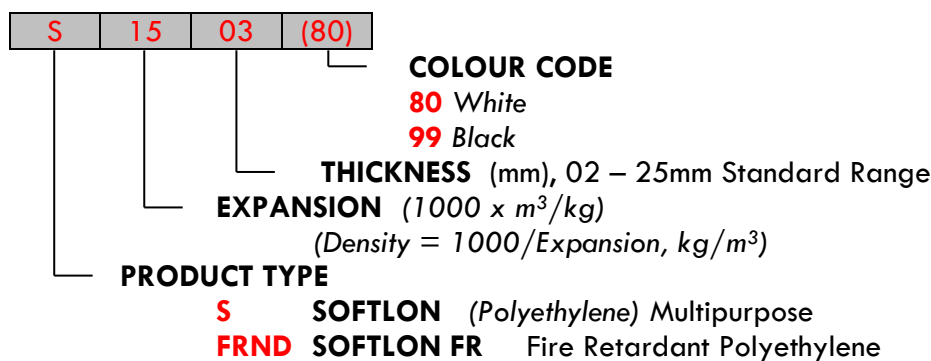 S 15 03 (80)
COLOUR CODE
80 White
99 Black
THICKNESS (mm), 02 – 25mm Standard Range
EXPANSION (1000 x m³/kg)
(Density = 1000/Expansion, kg/m³)
PRODUCT TYPE
S SOFTLON (Polyethylene) Multipurpose
FRND SOFTLON FR Fire Retardant Polyethylene